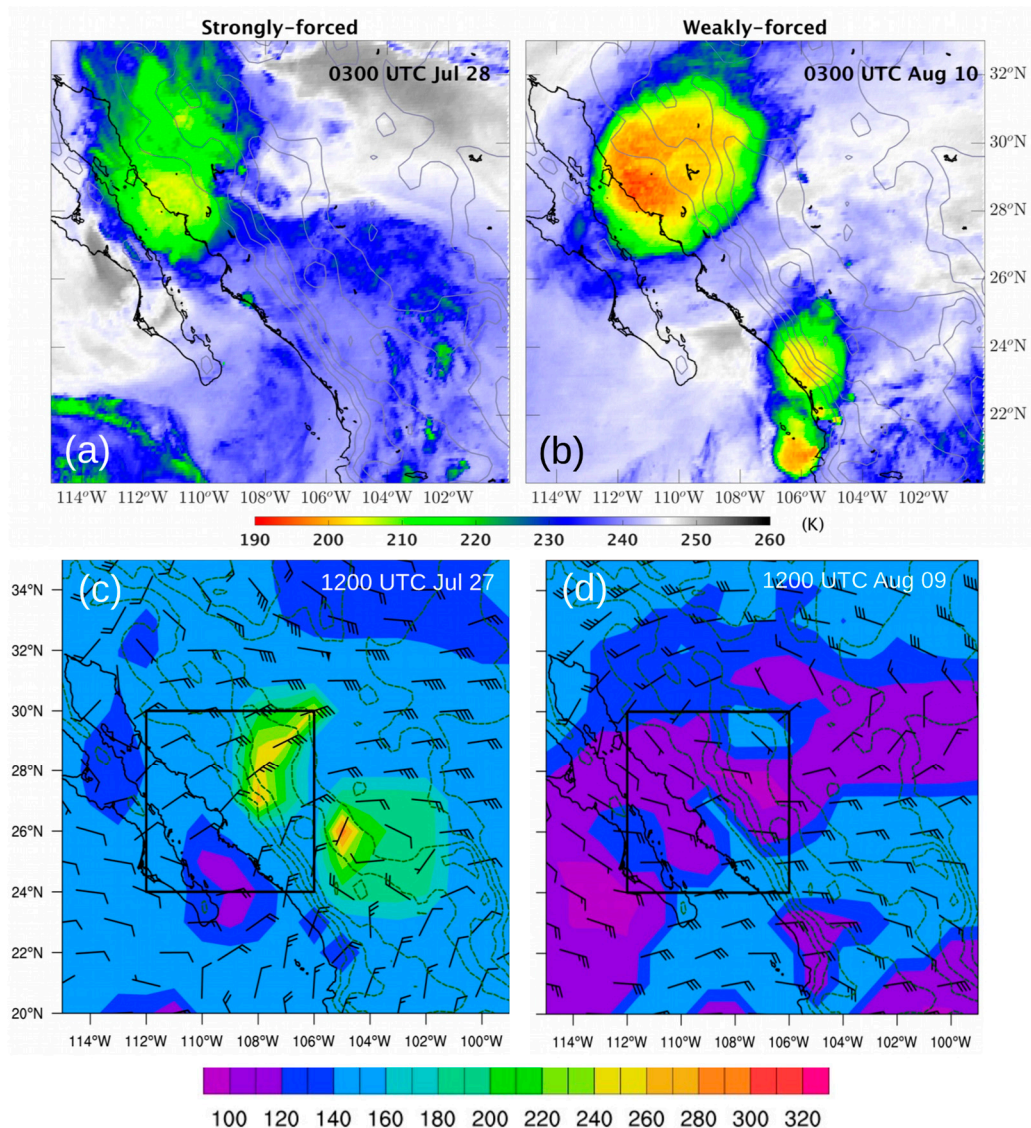 Strongly-forced
Weakly-forced
0300 UTC Jul 28
0300 UTC Aug 10
32°N
30°N
28°N
26°N
24°N
22°N
(a)
(b)
114°W 112°W 110°W 108°W 106°W 104°W 102°W
114°W 112°W 110°W 108°W 106°W 104°W 102°W
190 200 210 220 230 240 250 260 (K)
(c)
1200 UTC Jul 27
(d)
1200 UTC Aug 09
34°N
32°N
30°N
28°N
26°N
24°N
22°N
20°N
114°W 112°W 110°W 108°W 106°W 104°W 102°W 100°W
114°W 112°W 110°W 108°W 106°W 104°W 102°W 100°W
100 120 140 160 180 200 220 240 260 280 300 320